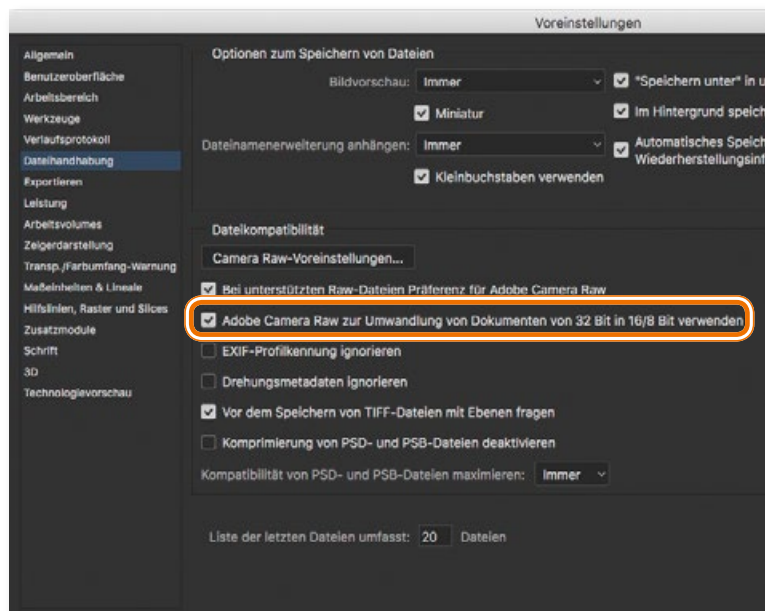 Voreinstellungen
Allgemein
Benutzeroberfläche
Arbeitsbereich
Werkzeuge
Verlaufsprotokoll
Dateihandhabung
Exportieren
Leistung
Arbeitsvolumes
Zeigerdarstellung
Transp./Farbumfang-Warnung
Maßeinheiten & Lineale
Hilfslinien, Raster und Slices
Zusatzmodule
Schrift
3D
Technologievorschau
Optionen zum Speichern von Dateien
Bildvorschau: Immer
"Speichern unter" in u
Miniatur
Im Hintergrund speich
Dateinamenerweiterung anhängen: Immer
Automatisches Speich
Wiederherstellungsinf
Kleinbuchstaben verwenden
Dateikompatibilität
Camera Raw-Voreinstellungen...
Bei unterstützten Raw-Dateien Präferenz für Adobe Camera Raw
Adobe Camera Raw zur Umwandlung von Dokumenten von 32 Bit in 16/8 Bit verwenden
EXIF-Profilkennung ignorieren
Drehungsmetadaten ignorieren
Vor dem Speichern von TIFF-Dateien mit Ebenen fragen
Komprimierung von PSD- und PSB-Dateien deaktivieren
Kompatibilität von PSD- und PSB-Dateien maximieren: Immer
Liste der letzten Dateien umfasst: 20 Dateien